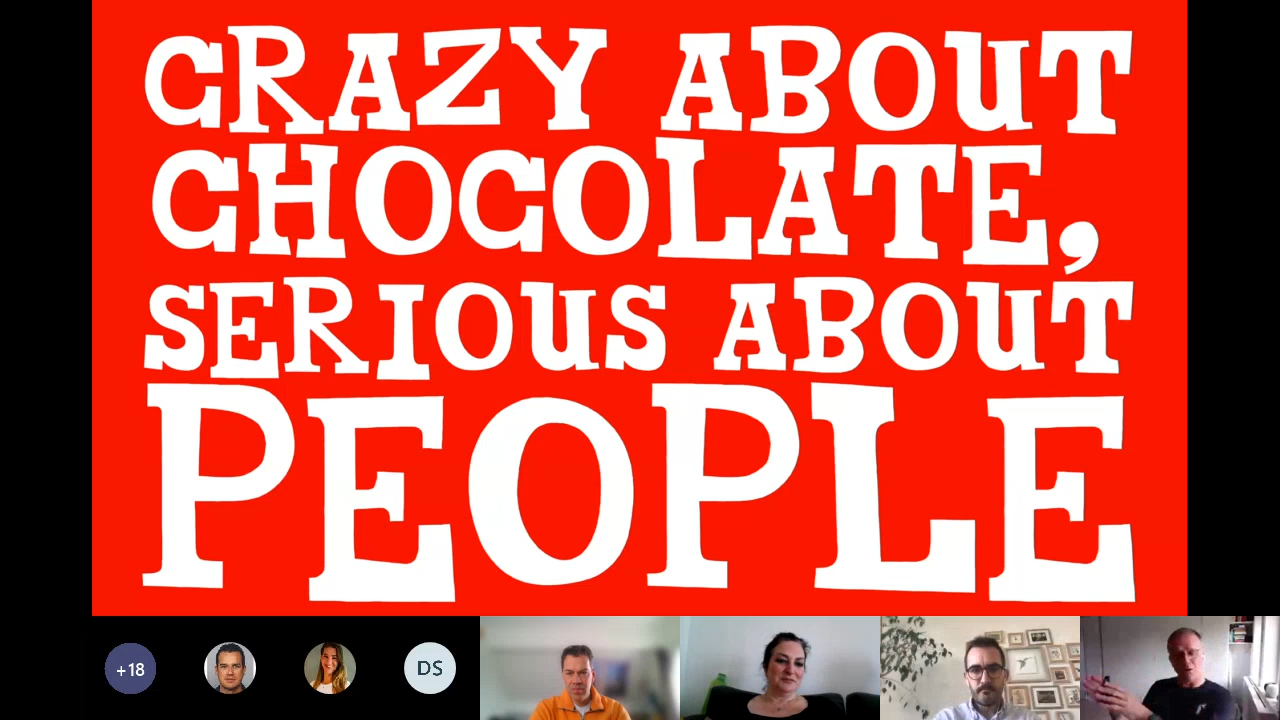 CRAZY ABOUT
CHOCOLATE,
SERIOUS ABOUT
PEOPLE
+18
DS